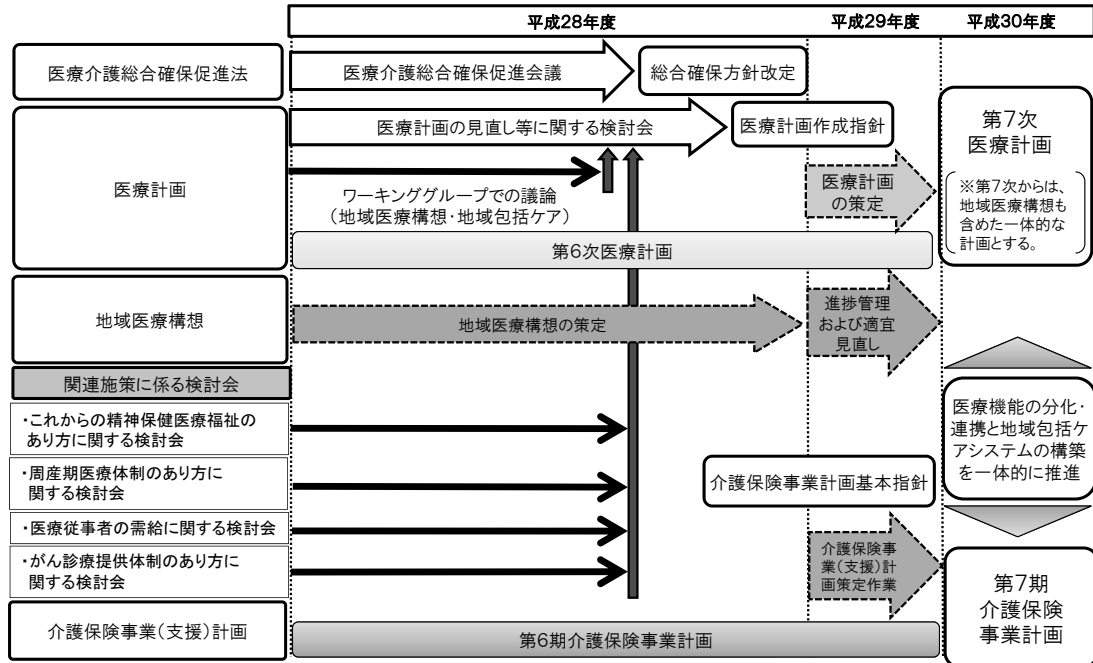 平成28年度
平成29年度
平成30年度
医療介護総合確保促進法
医療介護総合確保促進会議
総合確保方針改定
医療計画
医療計画の見直し等に関する検討会
医療計画作成指針
ワーキンググループでの議論
（地域医療構想・地域包括ケア）
医療計画
の策定
第6次医療計画
第7次
医療計画
※第7次からは、
地域医療構想も
含めた一体的な
計画とする。
地域医療構想
地域医療構想の策定
進捗管理
および適宜
見直し
関連施策に係る検討会
・これからの精神保健医療福祉の
あり方に関する検討会
・周産期医療体制のあり方に
関する検討会
・医療従事者の需給に関する検討会
・がん診療提供体制のあり方に
関する検討会
医療機能の分化・
連携と地域包括ケ
アシステムの構築
を一体的に推進
介護保険事業計画基本指針
介護保険事
業（支援）計
画策定作業
介護保険事業（支援）計画
第6期介護保険事業計画
第7期
介護保険
事業計画